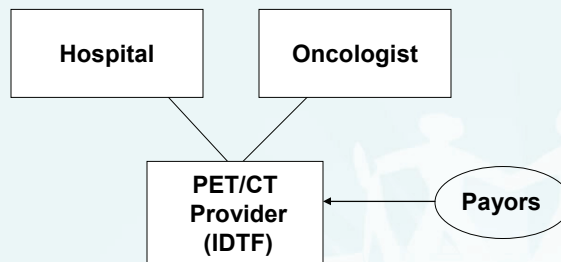 Hospital
Oncologist
PET/CT
Provider
(IDTF)
Payors